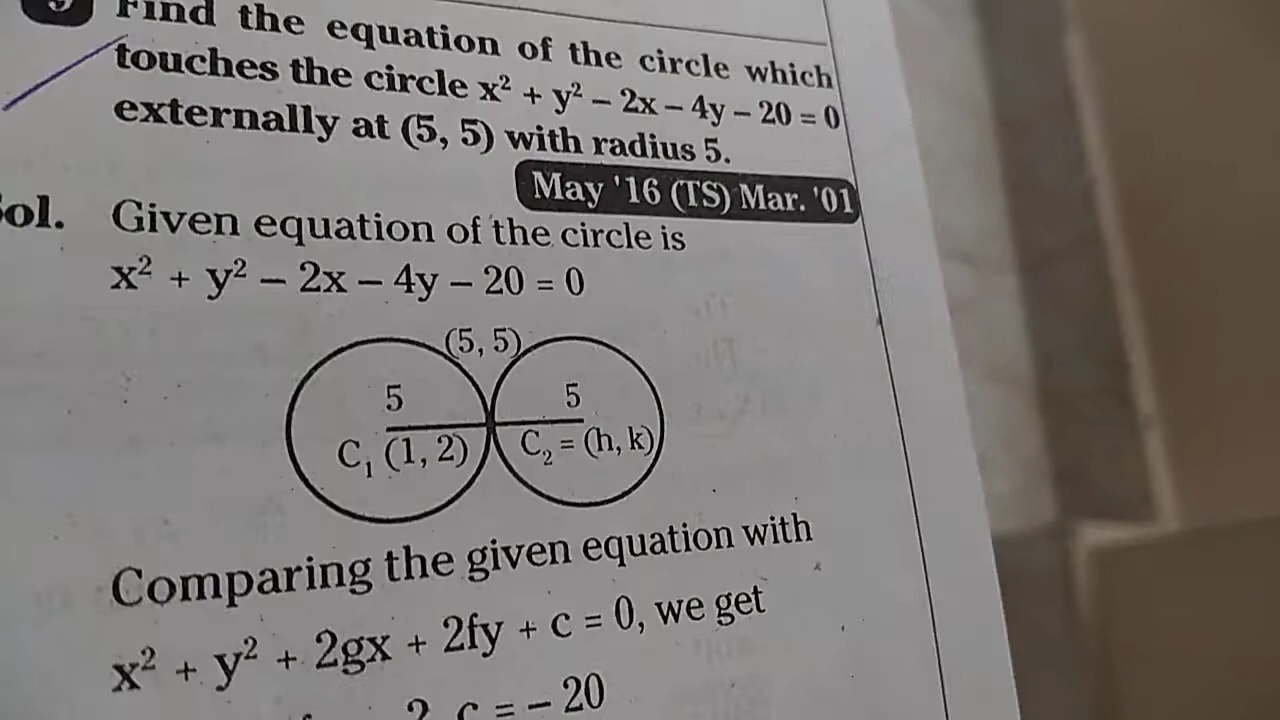 Find the equation of the circle which
touches the circle x² + y² – 2x – 4y – 20 = 0
externally at (5, 5) with radius 5.
May '16 (TS) Mar. '01
ol. Given equation of the circle is
x² + y² – 2x – 4y – 20 = 0
(5, 5)
5 5
C₁ (1, 2) C₂ = (h, k)
Comparing the given equation with
x² + y² + 2gx + 2fy + c = 0, we get
2 c = – 20